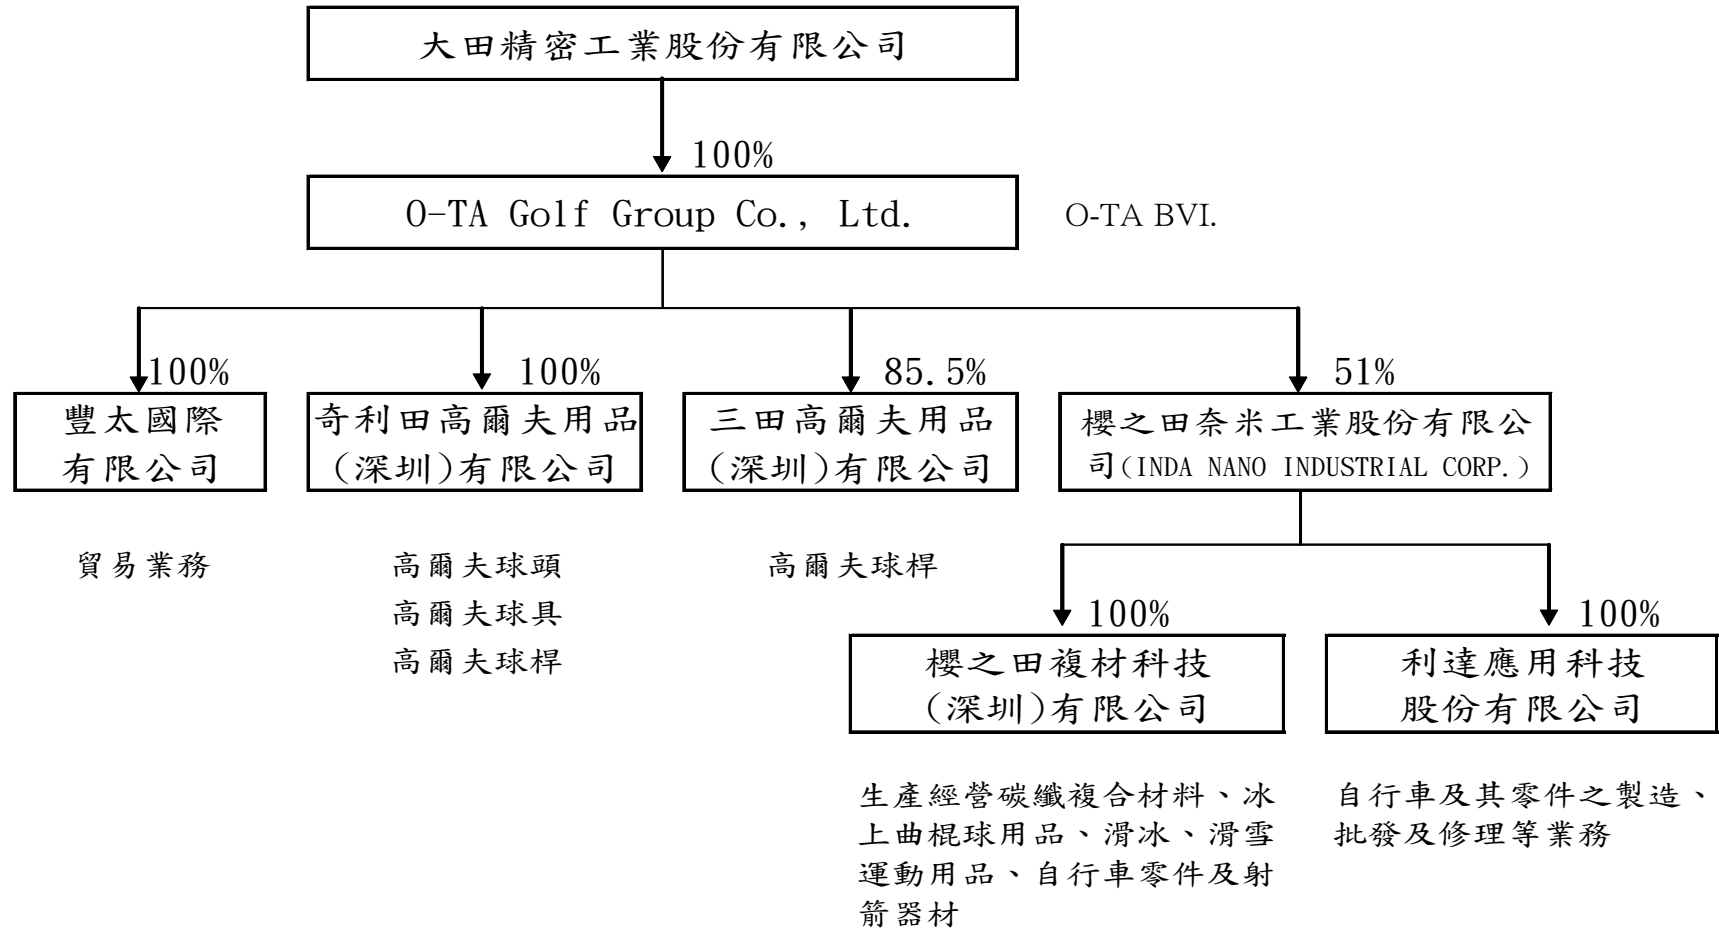 大田精密工業股份有限公司
100%
O-TA Golf Group Co., Ltd.
O-TA BVI.
100%
100%
85.5%
51%
豐太國際
有限公司
奇利田高爾夫用品
(深圳)有限公司
三田高爾夫用品
(深圳)有限公司
櫻之田奈米工業股份有限公
司(INDA NANO INDUSTRIAL CORP.)
貿易業務
高爾夫球頭
高爾夫球具
高爾夫球桿
高爾夫球桿
100%
100%
櫻之田複材科技
(深圳)有限公司
利達應用科技
股份有限公司
生產經營碳纖複合材料、冰
上曲棍球用品、滑冰、滑雪
運動用品、自行車零件及射
箭器材
自行車及其零件之製造、
批發及修理等業務